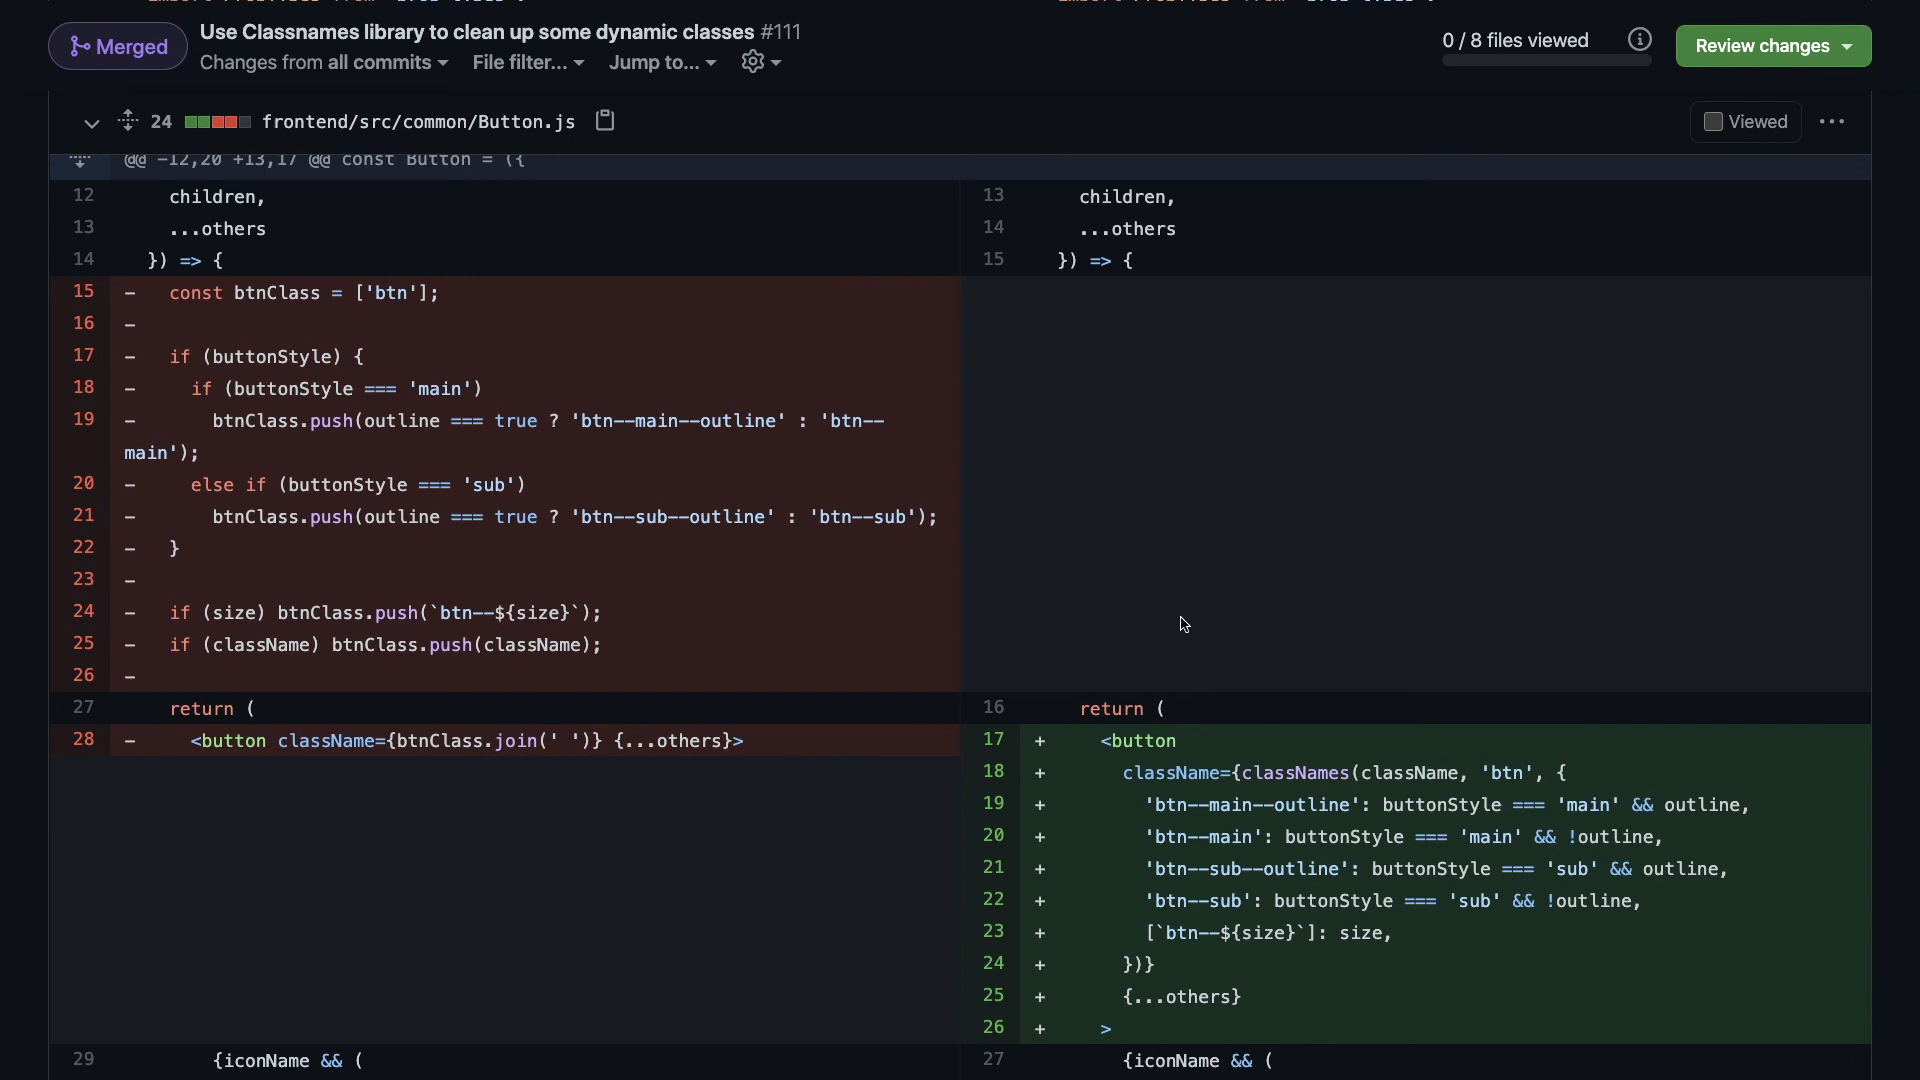 Merged
Use Classnames library to clean up some dynamic classes #111
Changes from all commits File filter... Jump to...
0 / 8 files viewed
Review changes
24 frontend/src/common/Button.js
Viewed
@@ -12,20 +13,17 @@ const Button = ({
12 children,
13 ...others
14 }) => {
15 - const btnClass = ['btn'];
16 -
17 - if (buttonStyle) {
18 - if (buttonStyle === 'main')
19 - btnClass.push(outline === true ? 'btn--main--outline' : 'btn--
main');
20 - else if (buttonStyle === 'sub')
21 - btnClass.push(outline === true ? 'btn--sub--outline' : 'btn--sub');
22 - }
23 -
24 - if (size) btnClass.push(`btn--${size}`);
25 - if (className) btnClass.push(className);
26 -
27 return (
28 - <button className={btnClass.join(' ')} {...others}>
29 {iconName && (
13 children,
14 ...others
15 }) => {
16 return (
17 + <button
18 + className={classNames(className, 'btn', {
19 + 'btn--main--outline': buttonStyle === 'main' && outline,
20 + 'btn--main': buttonStyle === 'main' && !outline,
21 + 'btn--sub--outline': buttonStyle === 'sub' && outline,
22 + 'btn--sub': buttonStyle === 'sub' && !outline,
23 + [`btn--${size}`]: size,
24 + })}
25 + {...others}
26 + >
27 {iconName && (